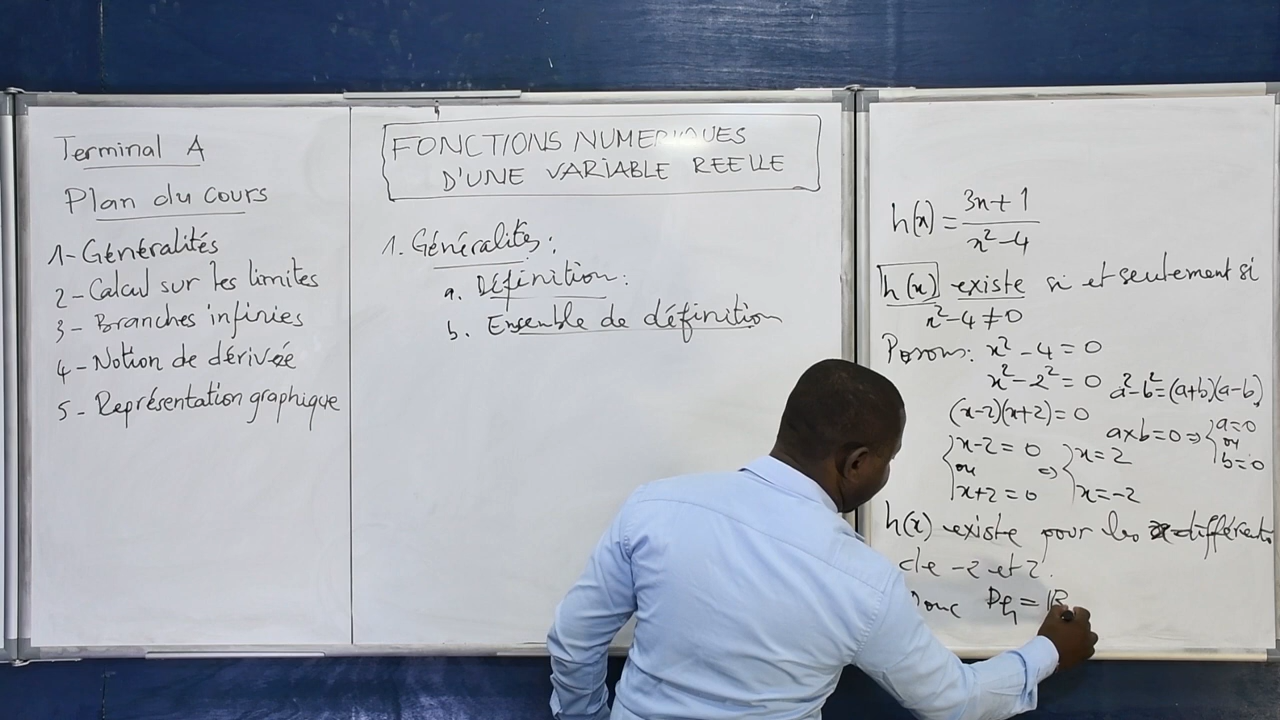 Terminal A
Plan du cours
1- Généralités
2- Calcul sur les limites
3- Branches infinies
4- Notion de dérivée
5- Représentation graphique
FONCTIONS NUMERIQUES
D'UNE VARIABLE REELLE
1. Généralités:
a. Définition:
b. Ensemble de définition
h(x) = (3x+1)/(x²-4)
h(x) existe si et seulement si
x²-4≠0
Posons: x²-4=0
x²-2²=0 a²-b²=(a+b)(a-b)
(x-2)(x+2)=0
a×b=0 => { a=0 ou b=0
{ x-2=0 ou x+2=0 => { x=2 x=-2
h(x) existe pour les x différents
de -2 et 2.
Donc Dh = IR